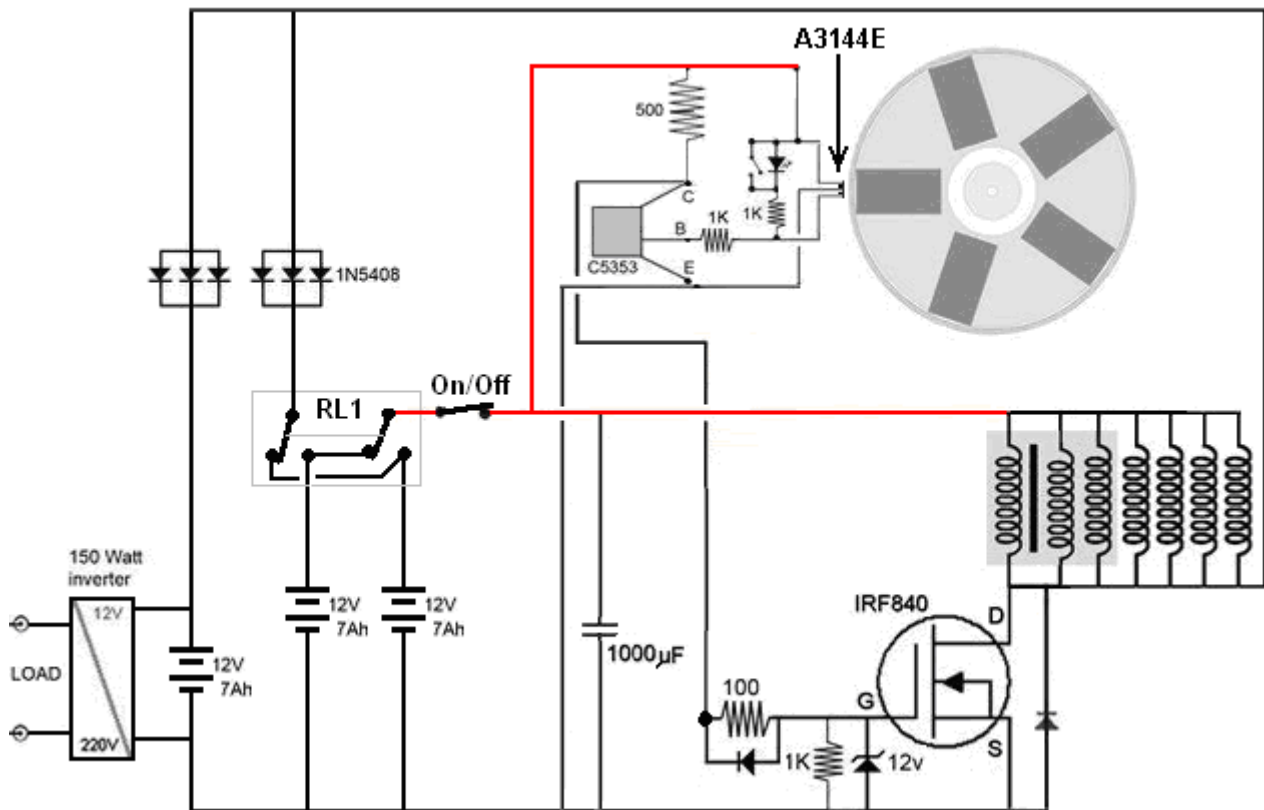 A3144E
500
C
B
1K
1K
C5353
E
1N5408
On/Off
RL1
150 Watt
inverter
12V
LOAD
220V
12V
7Ah
12V
7Ah
12V
7Ah
1000µF
IRF840
D
G
S
100
1K
12v